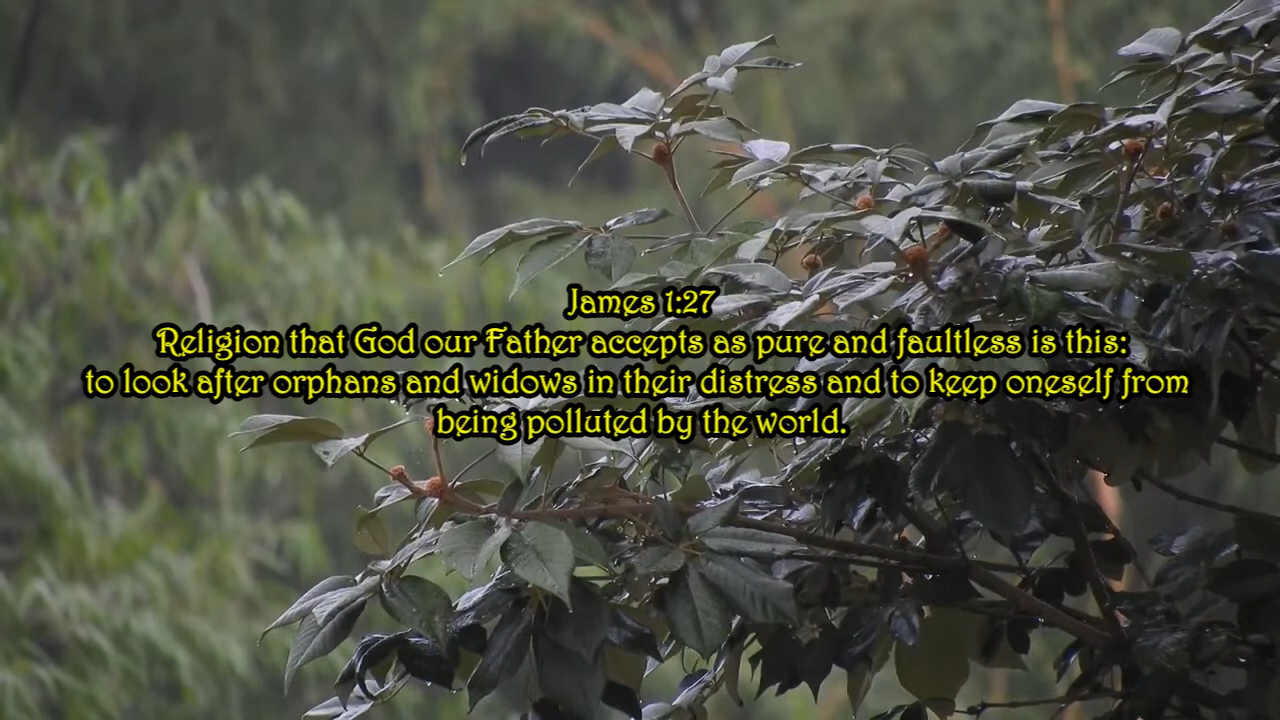 James 1:27
Religion that God our Father accepts as pure and faultless is this:
to look after orphans and widows in their distress and to keep oneself from
being polluted by the world.